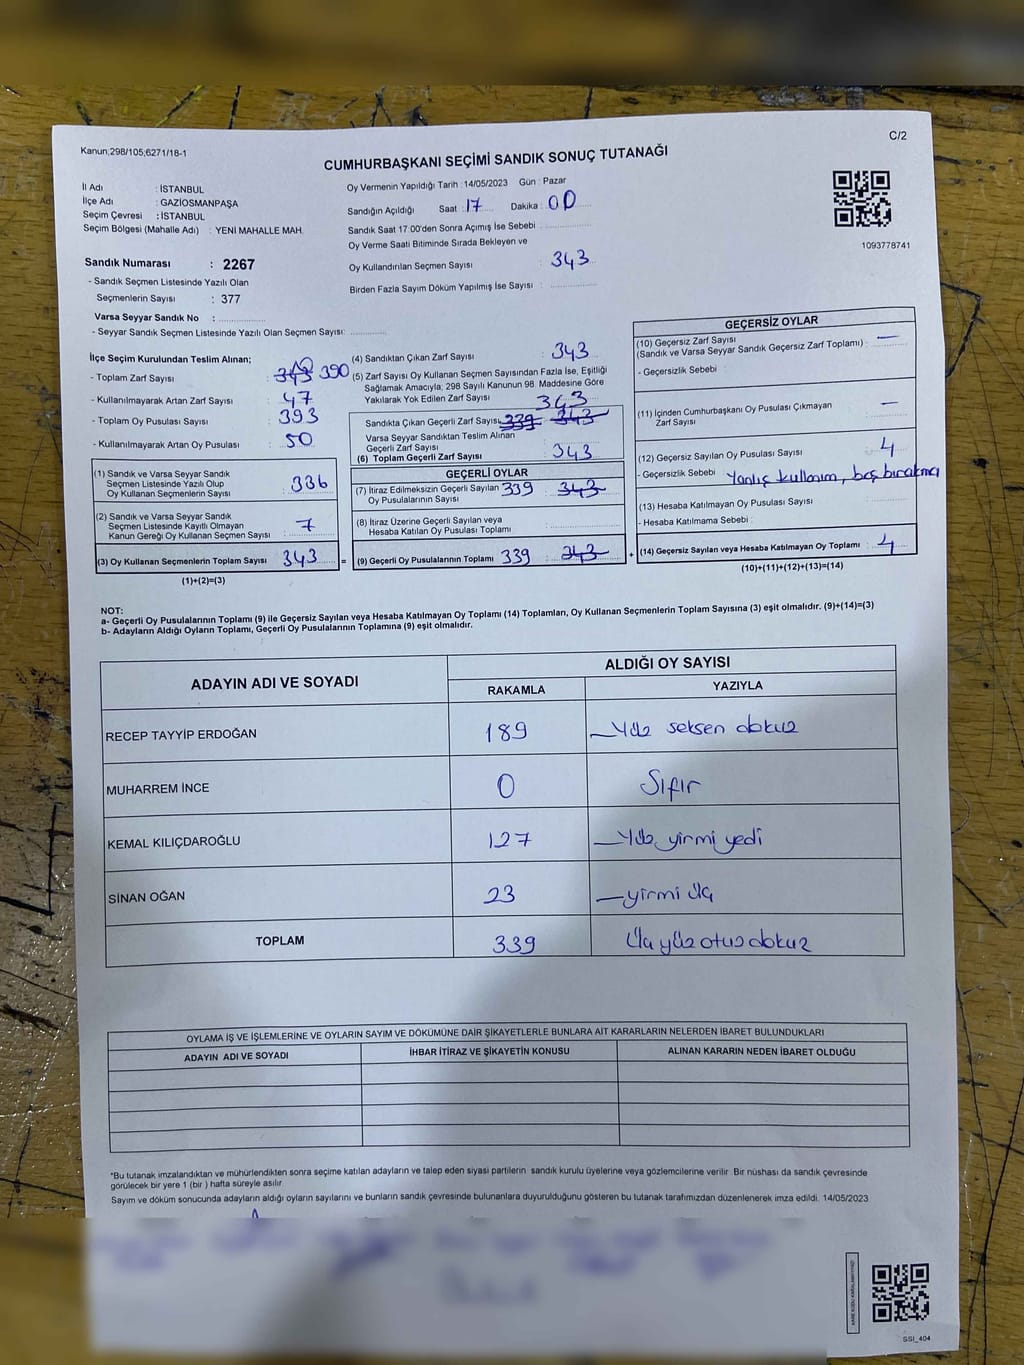 Kanun;298/105;6271/18-1
C/2
CUMHURBAŞKANI SEÇİMİ SANDIK SONUÇ TUTANAĞI
İl Adı : İSTANBUL
İlçe Adı : GAZİOSMANPAŞA
Seçim Çevresi : İSTANBUL
Seçim Bölgesi (Mahalle Adı) : YENİ MAHALLE MAH.
Oy Vermenin Yapıldığı Tarih : 14/05/2023 Gün : Pazar
Sandığın Açıldığı Saat : 17 Dakika : 00
Sandık Saat 17.00'den Sonra Açımış İse Sebebi :
Oy Verme Saati Bitiminde Sırada Bekleyen ve
Oy Kullandırılan Seçmen Sayısı : 343
Birden Fazla Sayım Döküm Yapılmış İse Sayısı :
1093778741
Sandık Numarası : 2267
- Sandık Seçmen Listesinde Yazılı Olan
Seçmenlerin Sayısı : 377
Varsa Seyyar Sandık No :
- Seyyar Sandık Seçmen Listesinde Yazılı Olan Seçmen Sayısı:
İlçe Seçim Kurulundan Teslim Alınan;
- Toplam Zarf Sayısı : 343 390
- Kullanılmayarak Artan Zarf Sayısı : 47
- Toplam Oy Pusulası Sayısı : 393
- Kullanılmayarak Artan Oy Pusulası : 50
(1) Sandık ve Varsa Seyyar Sandık
Seçmen Listesinde Yazılı Olup
Oy Kullanan Seçmenlerin Sayısı : 336
(2) Sandık ve Varsa Seyyar Sandık
Seçmen Listesinde Kayıtlı Olmayan
Kanun Gereği Oy Kullanan Seçmen Sayısı : 7
(3) Oy Kullanan Seçmenlerin Toplam Sayısı : 343 =
(1)+(2)=(3)
(4) Sandıktan Çıkan Zarf Sayısı : 343
(5) Zarf Sayısı Oy Kullanan Seçmen Sayısından Fazla İse, Eşitliği
Sağlamak Amacıyla; 298 Sayılı Kanunun 98. Maddesine Göre
Yakılarak Yok Edilen Zarf Sayısı : 343
Sandıkta Çıkan Geçerli Zarf Sayısı: 339 343
Varsa Seyyar Sandıktan Teslim Alınan
Geçerli Zarf Sayısı
(6) Toplam Geçerli Zarf Sayısı : 343
GEÇERLİ OYLAR
(7) İtiraz Edilmeksizin Geçerli Sayılan 339 343
Oy Pusulalarının Sayısı
(8) İtiraz Üzerine Geçerli Sayılan veya
Hesaba Katılan Oy Pusulası Toplamı :
(9) Geçerli Oy Pusulalarının Toplamı 339 343 +
GEÇERSİZ OYLAR
(10) Geçersiz Zarf Sayısı
(Sandık ve Varsa Seyyar Sandık Geçersiz Zarf Toplamı) : —
- Geçersizlik Sebebi :
(11) İçinden Cumhurbaşkanı Oy Pusulası Çıkmayan
Zarf Sayısı : —
(12) Geçersiz Sayılan Oy Pusulası Sayısı : 4
- Geçersizlik Sebebi Yanlış kullanım, boş bırakma
(13) Hesaba Katılmayan Oy Pusulası Sayısı :
- Hesaba Katılmama Sebebi :
(14) Geçersiz Sayılan veya Hesaba Katılmayan Oy Toplamı : 4
(10)+(11)+(12)+(13)=(14)
NOT:
a- Geçerli Oy Pusulalarının Toplamı (9) ile Geçersiz Sayılan veya Hesaba Katılmayan Oy Toplamı (14) Toplamları, Oy Kullanan Seçmenlerin Toplam Sayısına (3) eşit olmalıdır. (9)+(14)=(3)
b- Adayların Aldığı Oyların Toplamı, Geçerli Oy Pusulalarının Toplamına (9) eşit olmalıdır.
ADAYIN ADI VE SOYADI
ALDIĞI OY SAYISI
RAKAMLA YAZIYLA
RECEP TAYYİP ERDOĞAN 189 Yüz seksen dokuz
MUHARREM İNCE 0 Sıfır
KEMAL KILIÇDAROĞLU 127 Yüz yirmi yedi
SİNAN OĞAN 23 yirmi üç
TOPLAM 339 Üç yüz otuz dokuz
OYLAMA İŞ VE İŞLEMLERİNE VE OYLARIN SAYIM VE DÖKÜMÜNE DAİR ŞİKAYETLERLE BUNLARA AİT KARARLARIN NELERDEN İBARET BULUNDUKLARI
ADAYIN ADI VE SOYADI İHBAR İTİRAZ VE ŞİKAYETİN KONUSU ALINAN KARARIN NEDEN İBARET OLDUĞU
*Bu tutanak imzalandıktan ve mühürlendikten sonra seçime katılan adayların ve talep eden siyasi partilerin sandık kurulu üyelerine veya gözlemcilerine verilir. Bir nüshası da sandık çevresinde
görülecek bir yere 1 (bir ) hafta süreyle asılır.
Sayım ve döküm sonucunda adayların aldığı oyların sayılarını ve bunların sandık çevresinde bulunanlara duyurulduğunu gösteren bu tutanak tarafımızdan düzenlenerek imza edildi. 14/05/2023
SSI_404